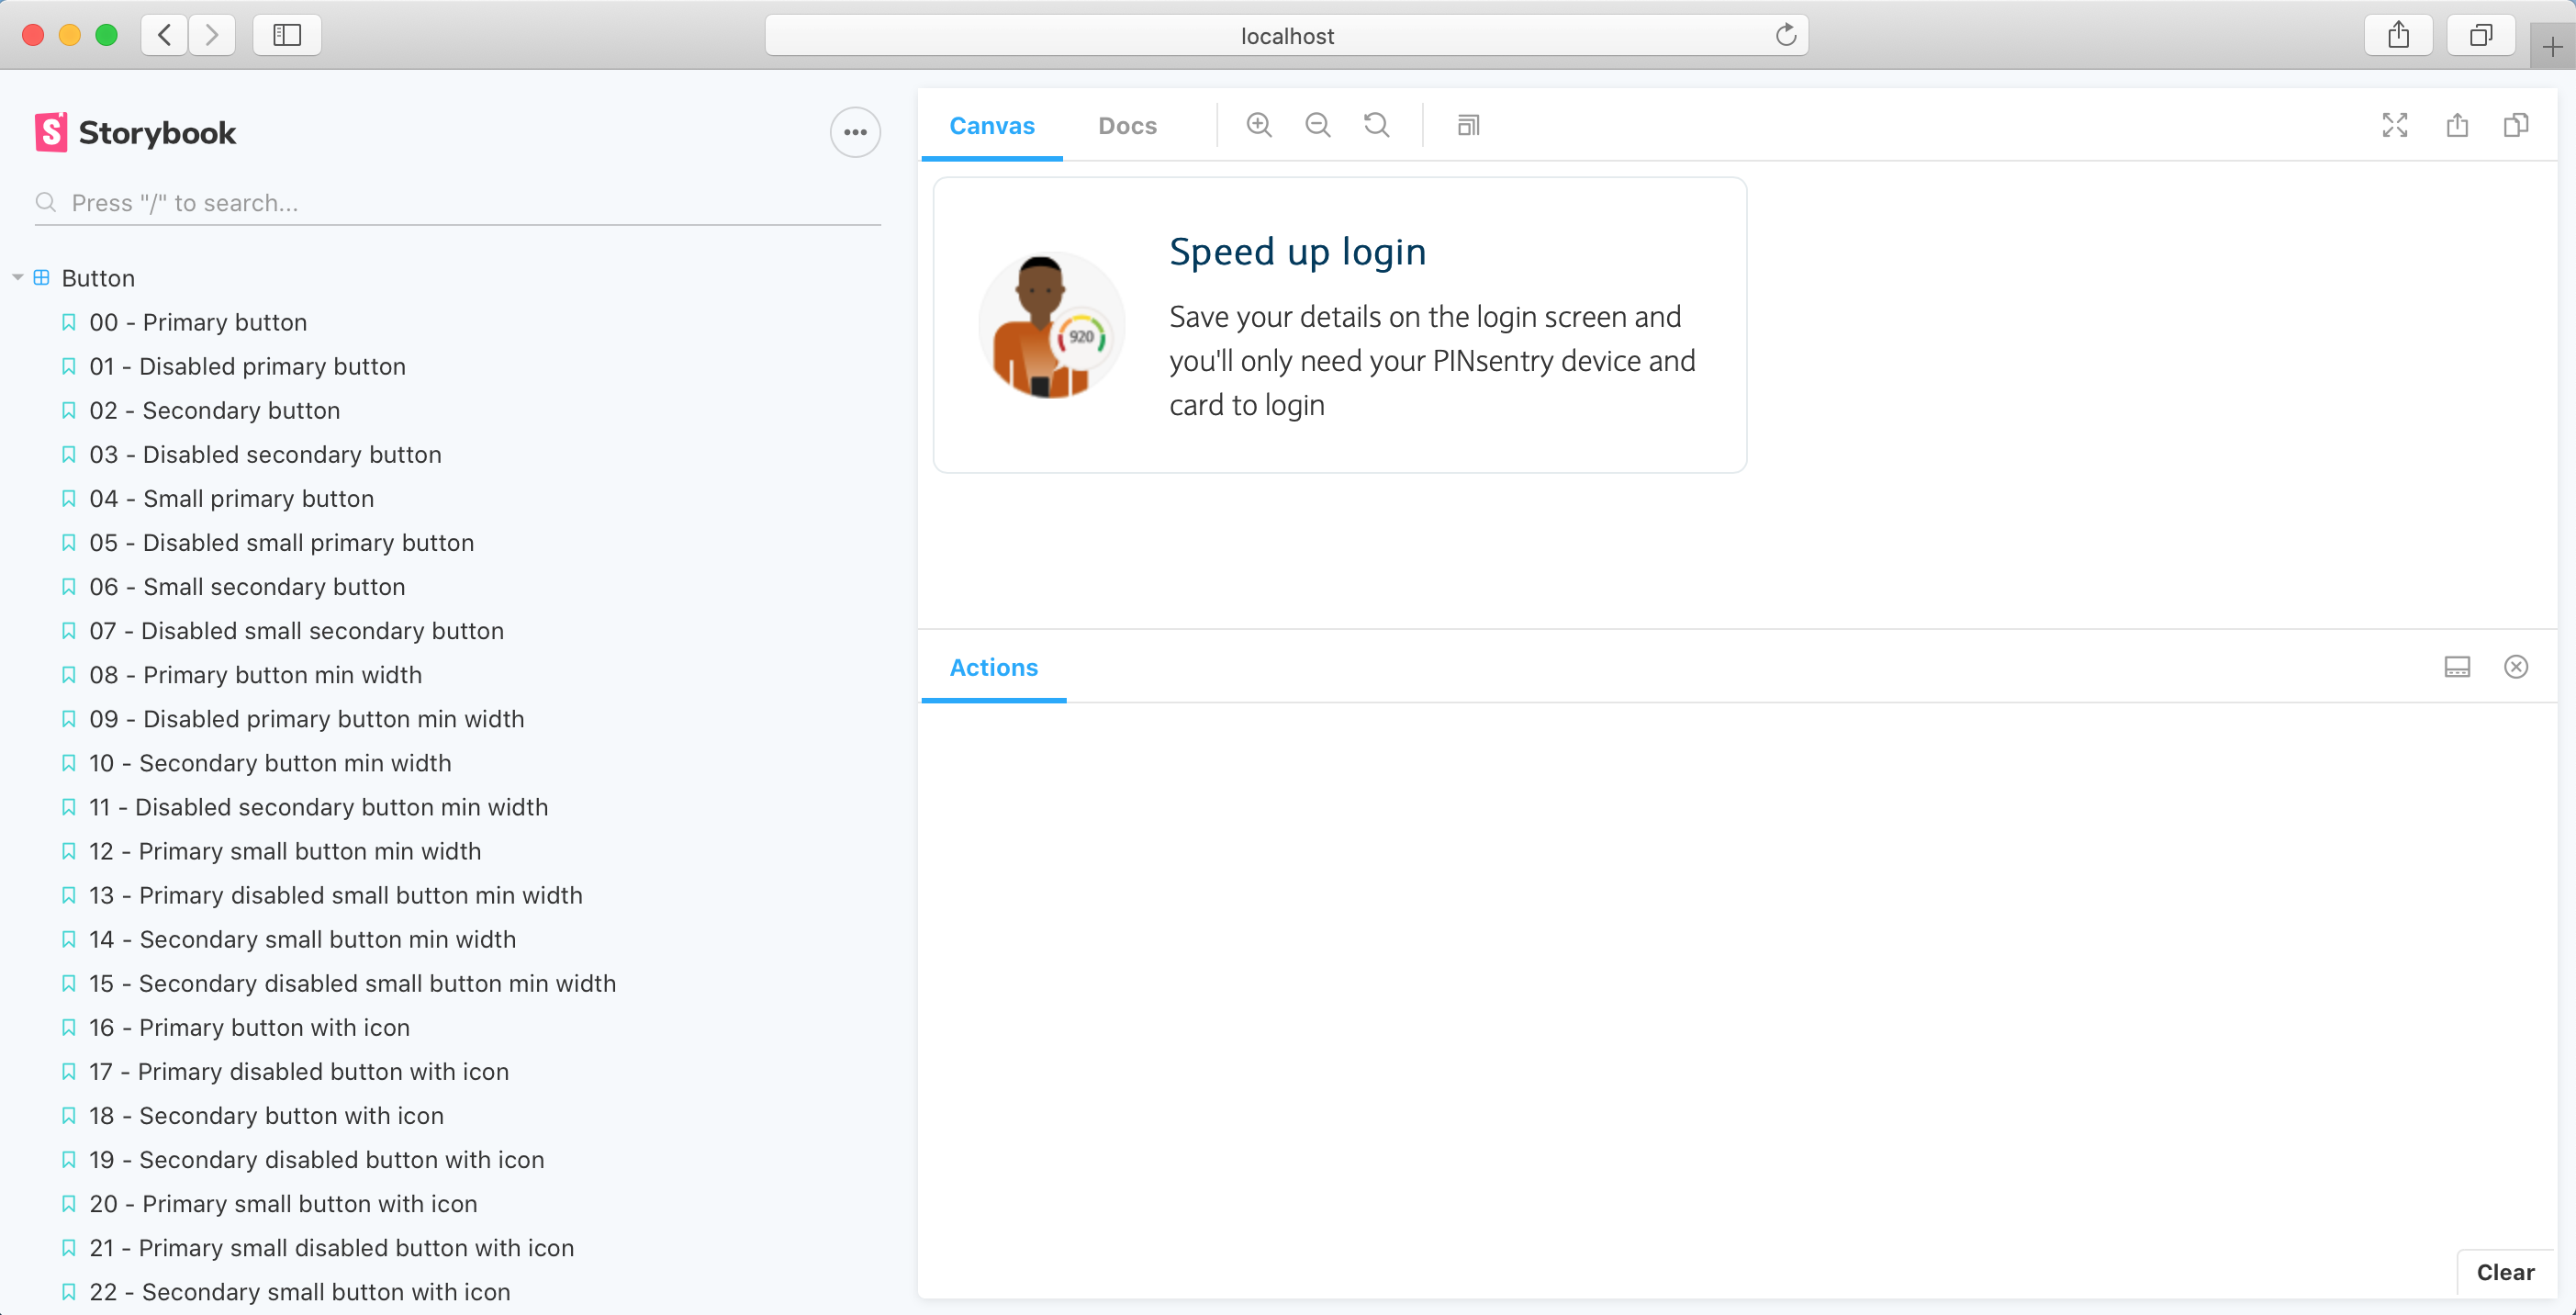 localhost
Storybook
Press "/" to search...
Button
00 - Primary button
01 - Disabled primary button
02 - Secondary button
03 - Disabled secondary button
04 - Small primary button
05 - Disabled small primary button
06 - Small secondary button
07 - Disabled small secondary button
08 - Primary button min width
09 - Disabled primary button min width
10 - Secondary button min width
11 - Disabled secondary button min width
12 - Primary small button min width
13 - Primary disabled small button min width
14 - Secondary small button min width
15 - Secondary disabled small button min width
16 - Primary button with icon
17 - Primary disabled button with icon
18 - Secondary button with icon
19 - Secondary disabled button with icon
20 - Primary small button with icon
21 - Primary small disabled button with icon
22 - Secondary small button with icon
Canvas Docs
Speed up login
920
Save your details on the login screen and
you'll only need your PINsentry device and
card to login
Actions
Clear